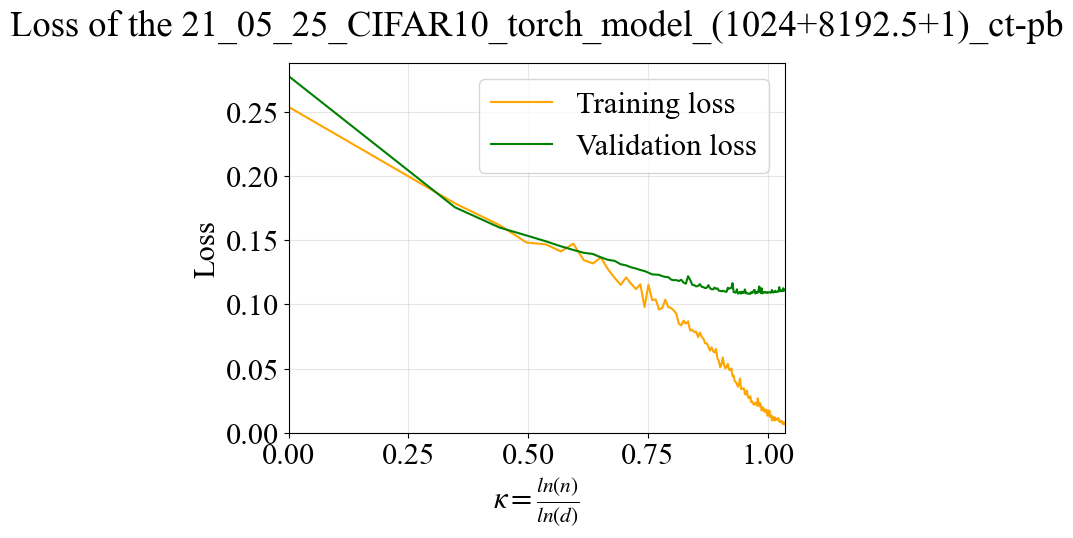 Loss of the 21_05_25_CIFAR10_torch_model_(1024+8192.5+1)_ct-pb
Training loss
Validation loss
0.25
0.20
0.15
0.10
0.05
0.00
Loss
0.00 0.25 0.50 0.75 1.00
κ = ln(n)/ln(d)